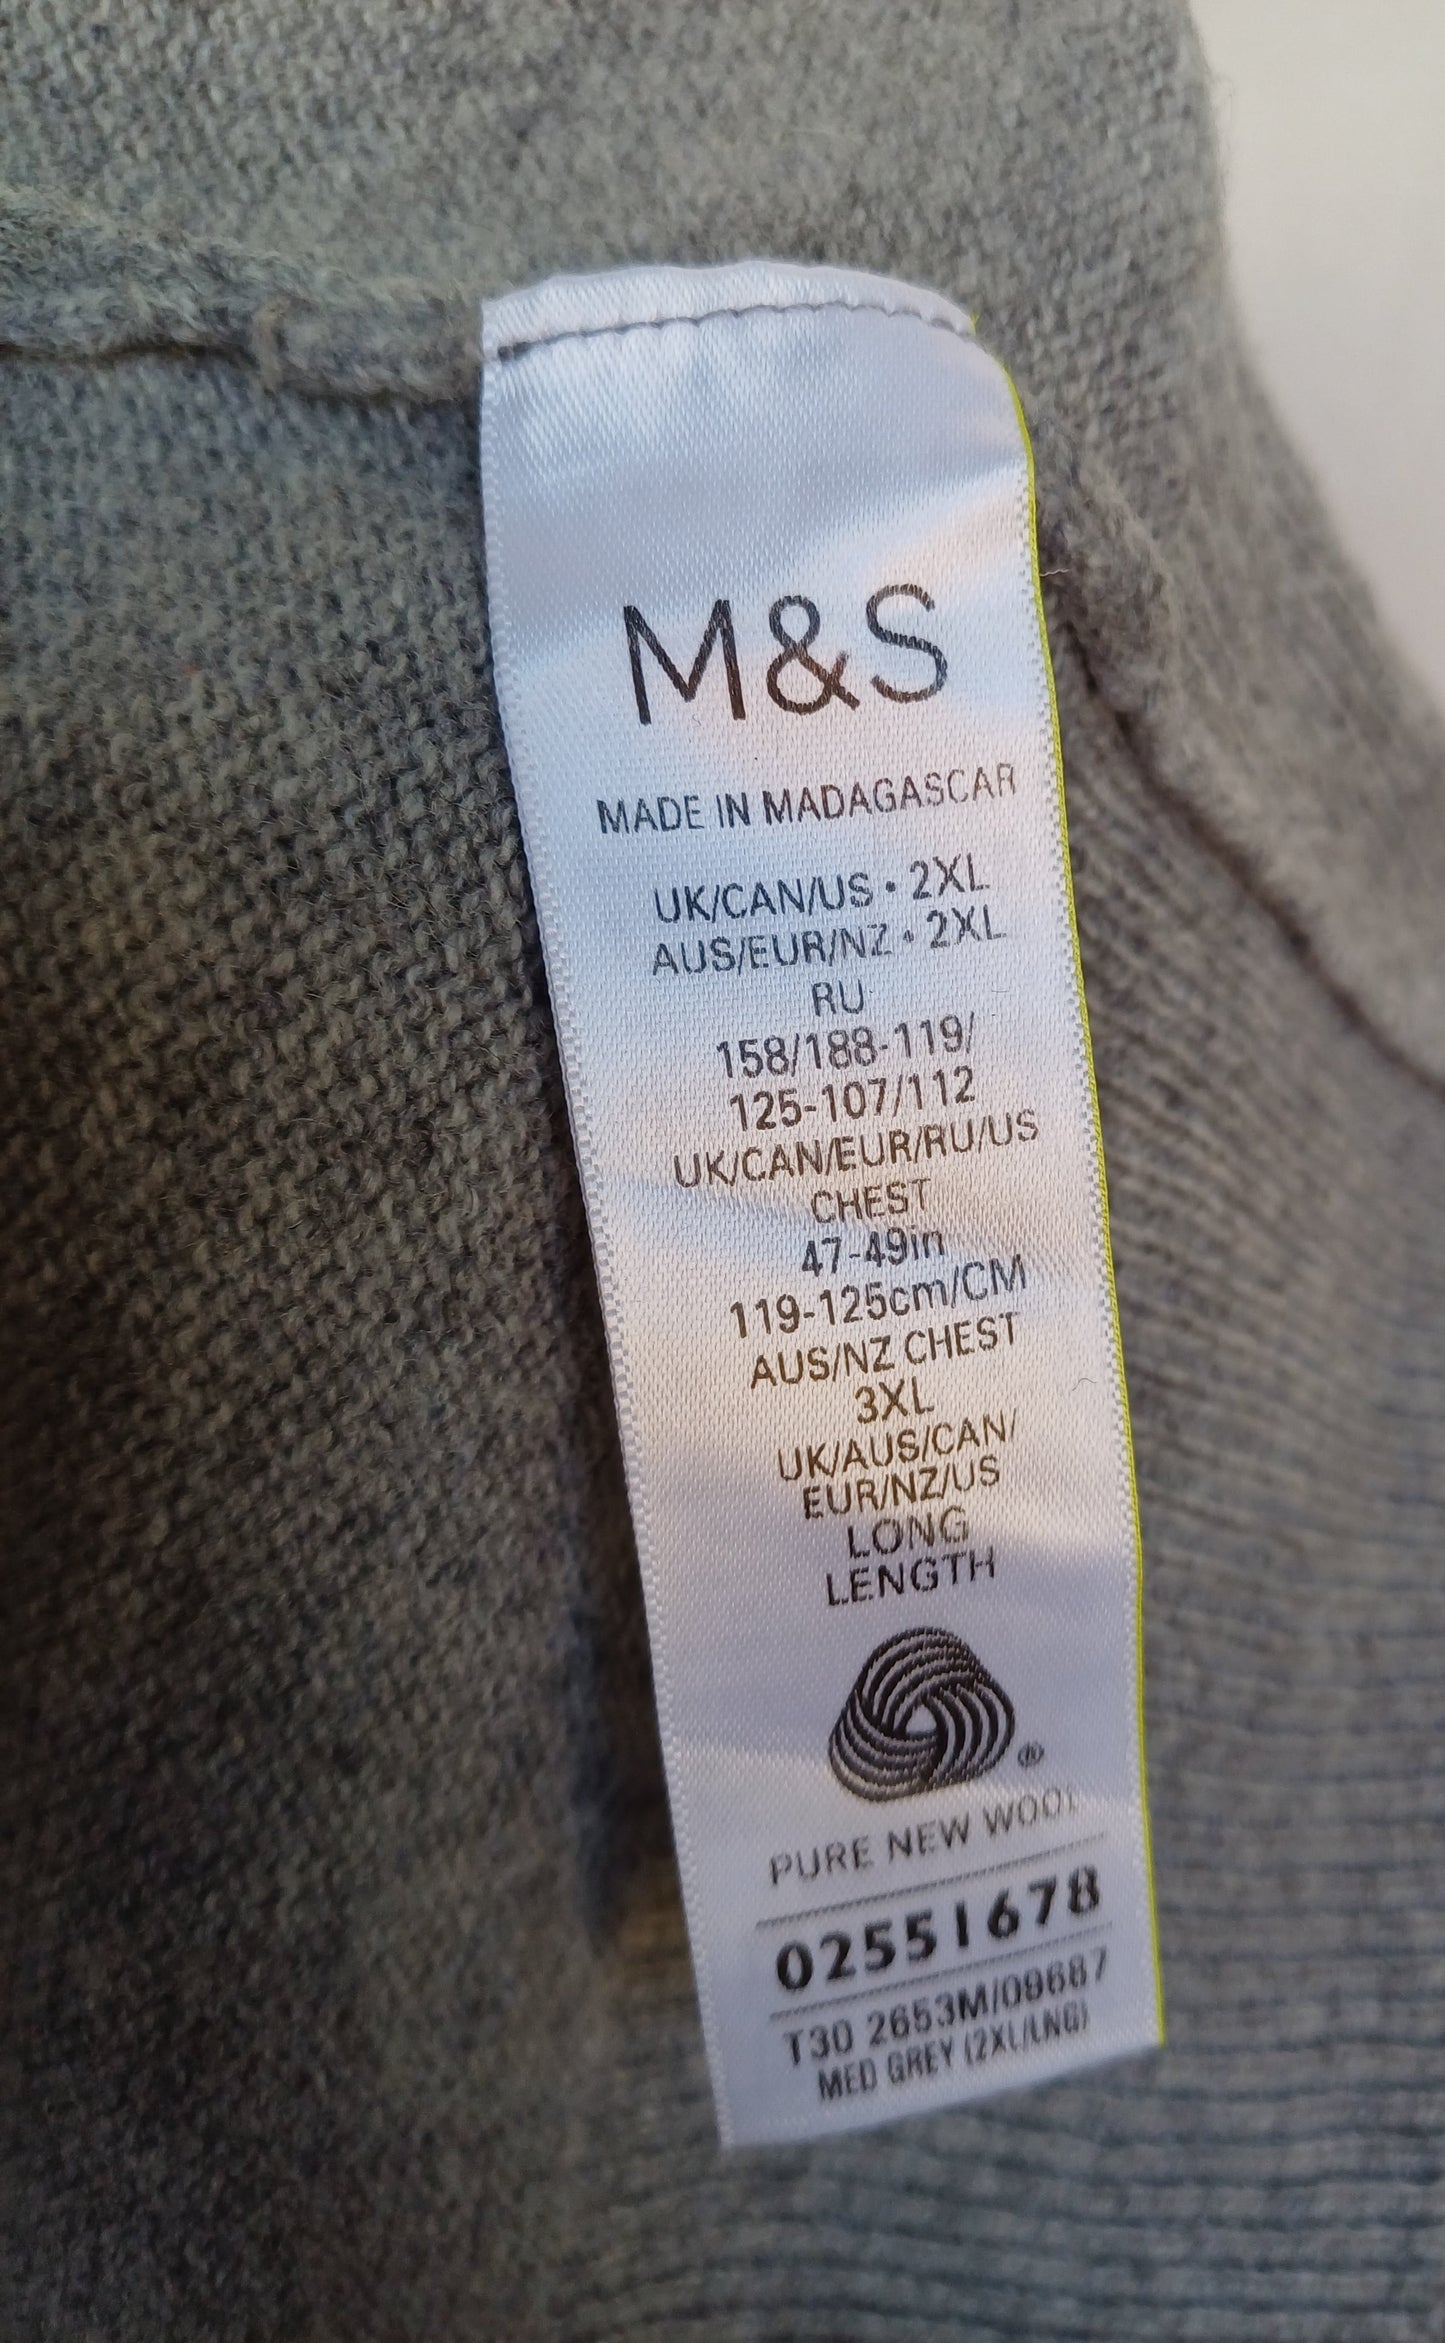 M&S
MADE IN MADAGASCAR
UK/CAN/US • 2XL
AUS/EUR/NZ • 2XL
RU
158/188-119/
125-107/112
UK/CAN/EUR/RU/US
CHEST
47-49in
119-125cm/CM
AUS/NZ CHEST
3XL
UK/AUS/CAN/
EUR/NZ/US
LONG
LENGTH
®
PURE NEW WOOL
02551678
T30 2653M/09687
MED GREY (2XL/LNG)